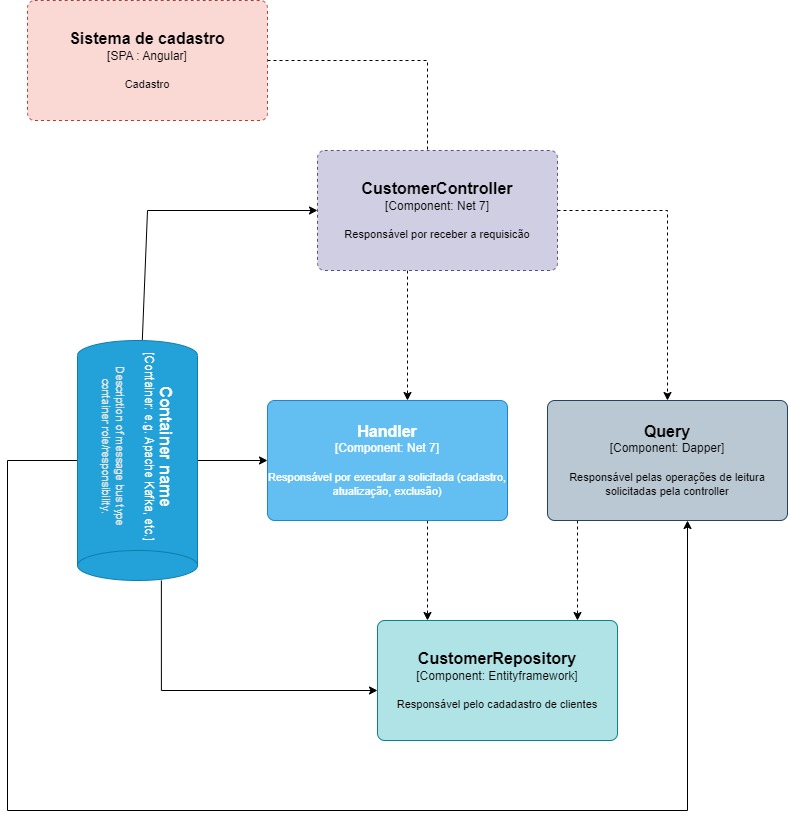 Sistema de cadastro
[SPA : Angular]
Cadastro
CustomerController
[Component: Net 7]
Responsável por receber a requisicão
Container name
[Container: e.g. Apache Kafka, etc.]
Description of message bus type
container role/responsibility.
Handler
[Component: Net 7]
Responsável por executar a solicitada (cadastro,
atualização, exclusão)
Query
[Component: Dapper]
Responsável pelas operações de leitura
solicitadas pela controller
CustomerRepository
[Component: Entityframework]
Responsável pelo cadadastro de clientes